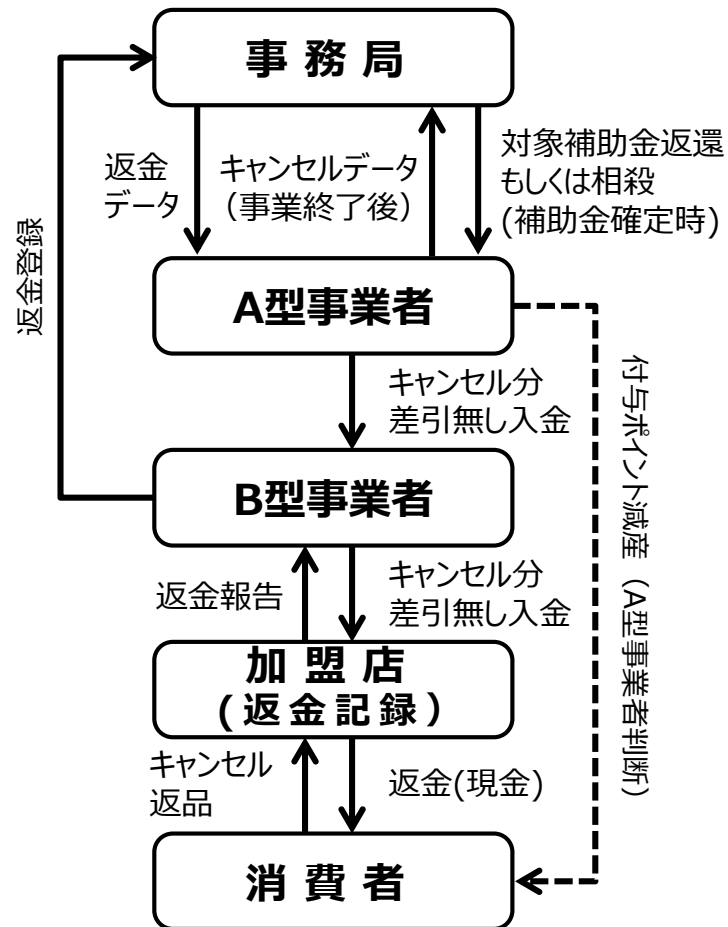 事務局
返金
データ
キャンセルデータ
（事業終了後）
対象補助金返還
もしくは相殺
(補助金確定時)
返金登録
A型事業者
キャンセル分
差引無し入金
付与ポイント減産（A型事業者判断）
B型事業者
返金報告
キャンセル分
差引無し入金
加盟店
(返金記録）
キャンセル
返品
返金(現金)
消費者